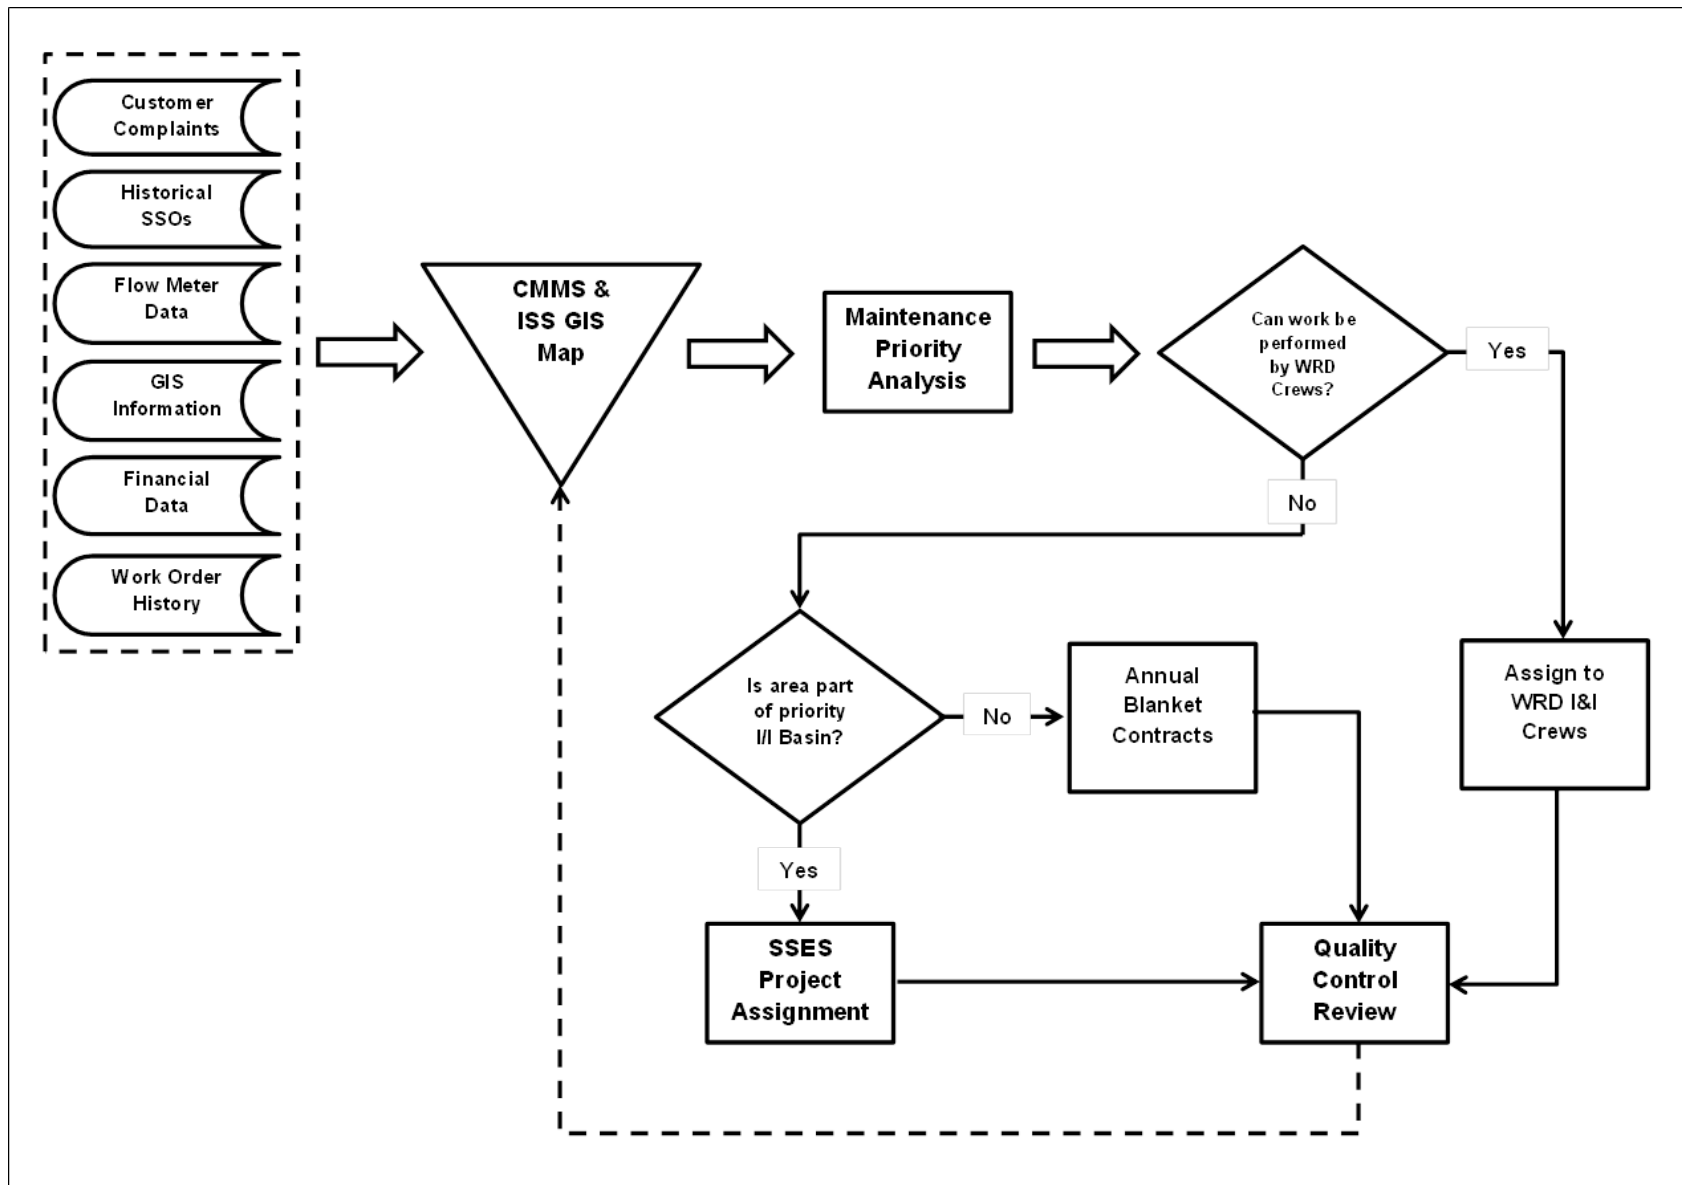 Customer
Complaints
Historical
SSOs
Flow Meter
Data
GIS
Information
Financial
Data
Work Order
History
CMMS &
ISS GIS
Map
Maintenance
Priority
Analysis
Can work be
performed
by WRD
Crews?
Yes
No
Is area part
of priority
I/I Basin?
No
Annual
Blanket
Contracts
Assign to
WRD I&I
Crews
Yes
SSES
Project
Assignment
Quality
Control
Review